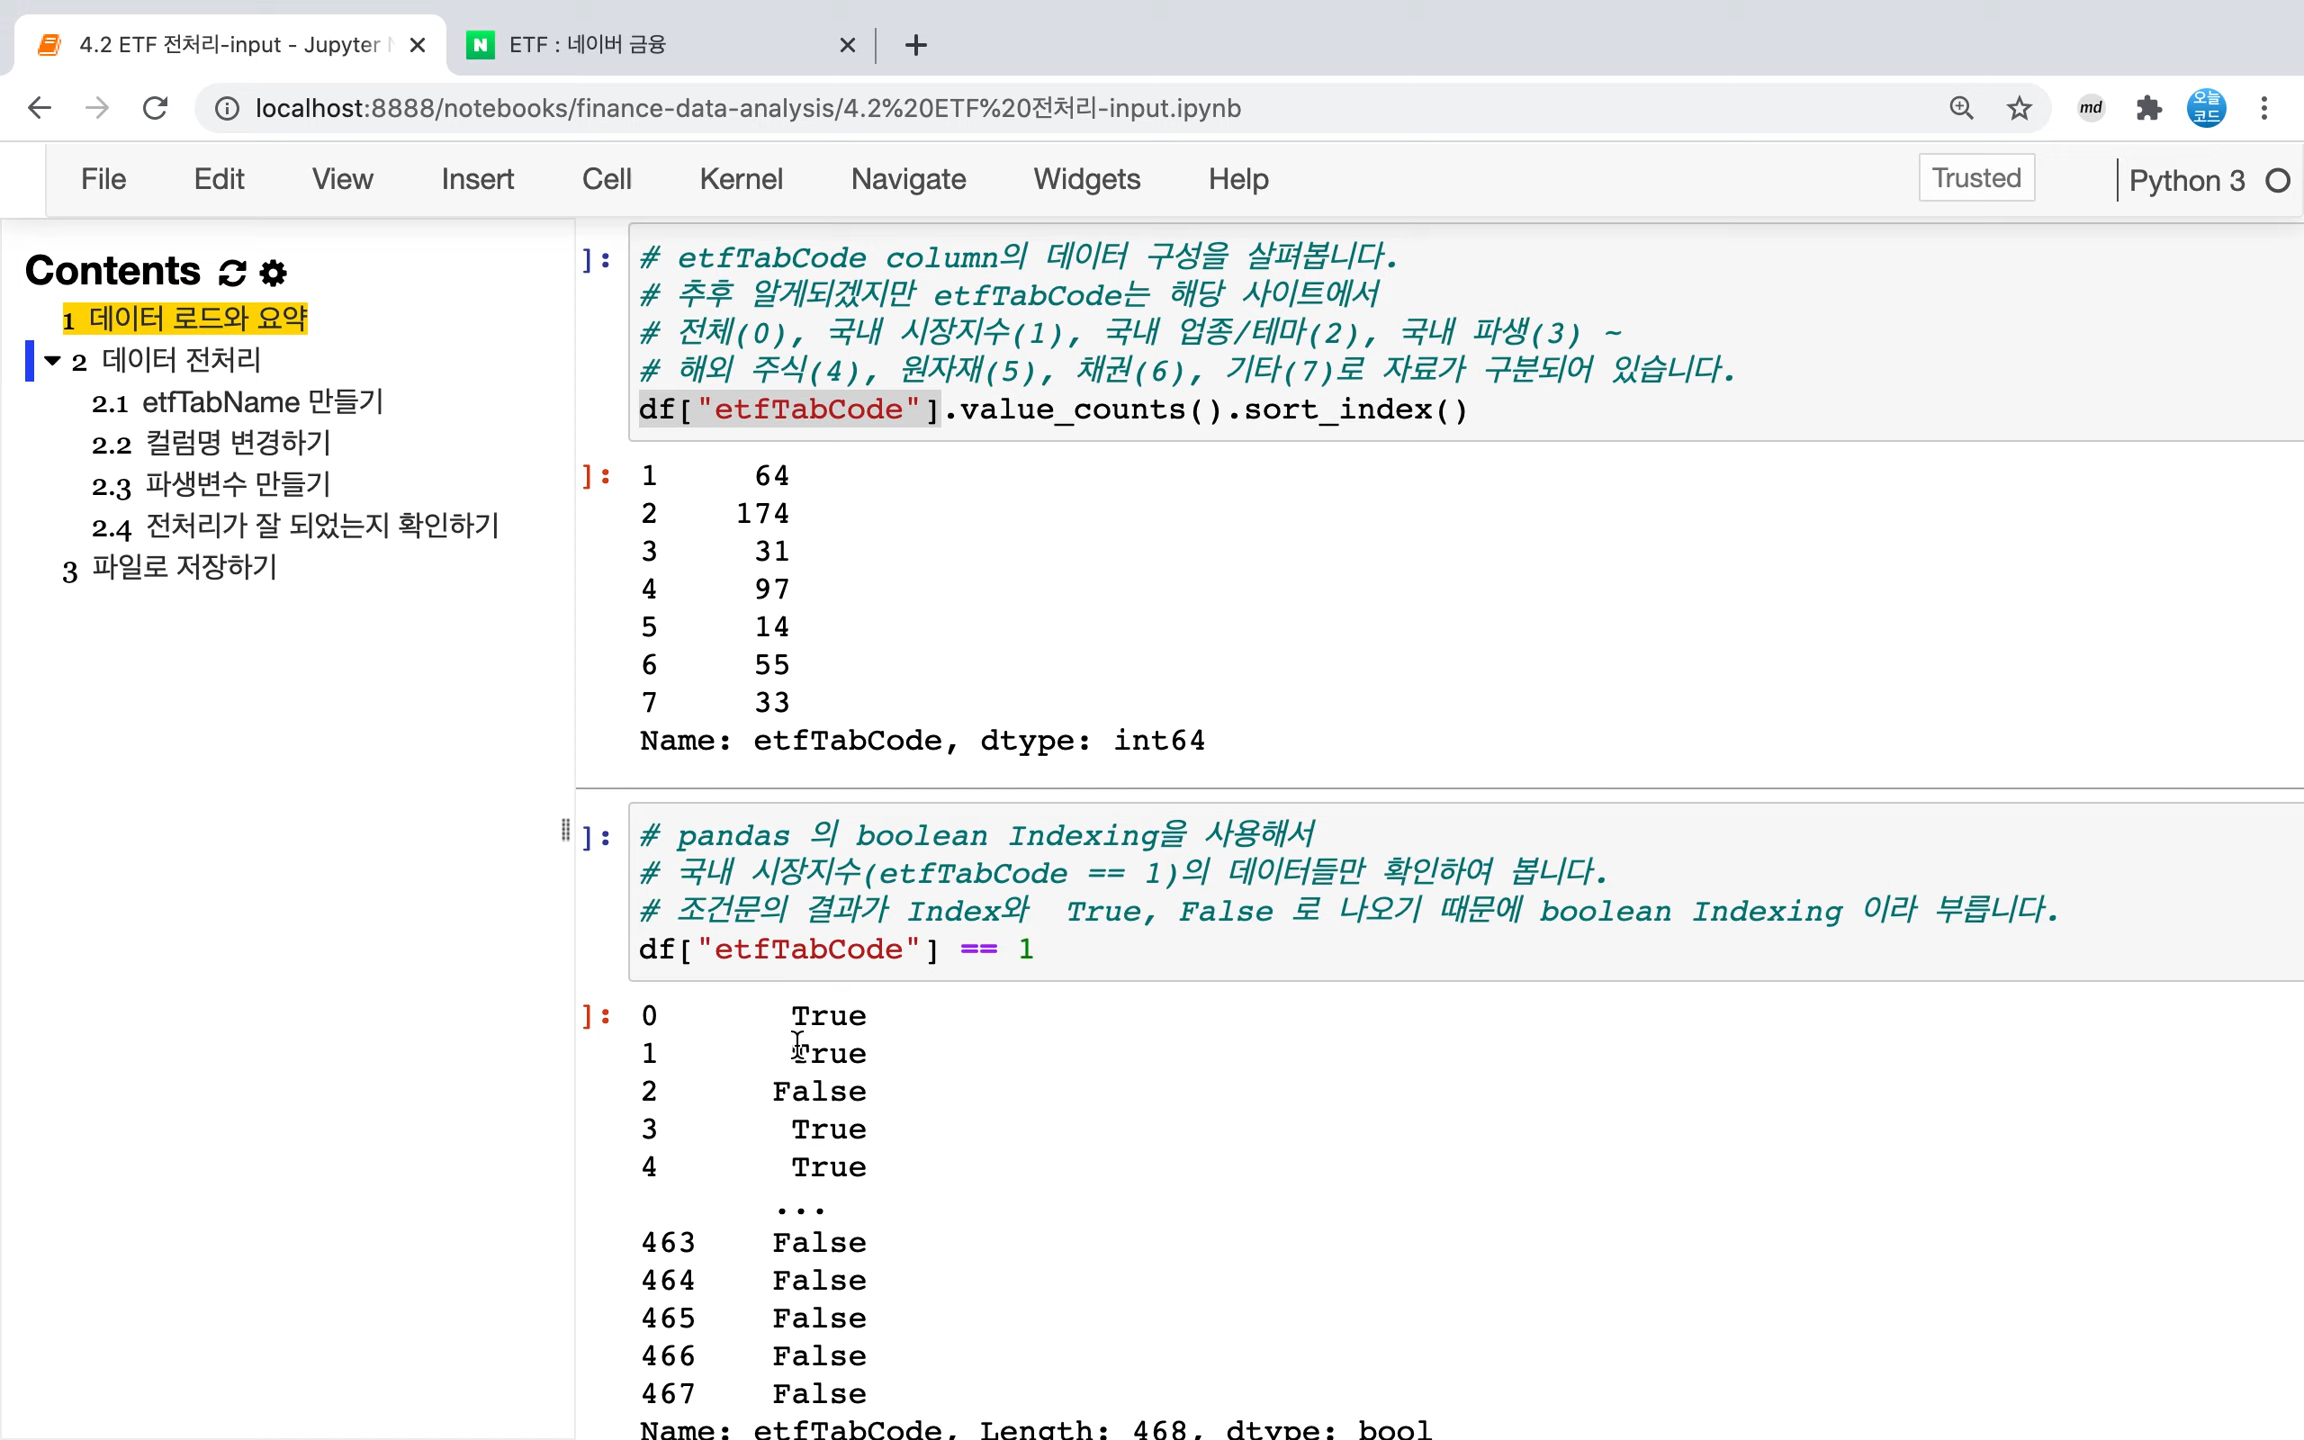 4.2 ETF 전처리-input - Jupyter N
N ETF : 네이버 금융
localhost:8888/notebooks/finance-data-analysis/4.2%20ETF%20전처리-input.ipynb
md
오늘
코드
File Edit View Insert Cell Kernel Navigate Widgets Help Trusted Python 3
Contents
1 데이터 로드와 요약
2 데이터 전처리
2.1 etfTabName 만들기
2.2 컬럼명 변경하기
2.3 파생변수 만들기
2.4 전처리가 잘 되었는지 확인하기
3 파일로 저장하기
]: # etfTabCode column의 데이터 구성을 살펴봅니다.
# 추후 알게되겠지만 etfTabCode는 해당 사이트에서
# 전체(0), 국내 시장지수(1), 국내 업종/테마(2), 국내 파생(3) ~
# 해외 주식(4), 원자재(5), 채권(6), 기타(7)로 자료가 구분되어 있습니다.
df["etfTabCode"].value_counts().sort_index()
]: 1 64
2 174
3 31
4 97
5 14
6 55
7 33
Name: etfTabCode, dtype: int64
]: # pandas 의 boolean Indexing을 사용해서
# 국내 시장지수(etfTabCode == 1)의 데이터들만 확인하여 봅니다.
# 조건문의 결과가 Index와 True, False 로 나오기 때문에 boolean Indexing 이라 부릅니다.
df["etfTabCode"] == 1
]: 0 True
1 True
2 False
3 True
4 True
...
463 False
464 False
465 False
466 False
467 False
Name: etfTabCode, Length: 468, dtype: bool